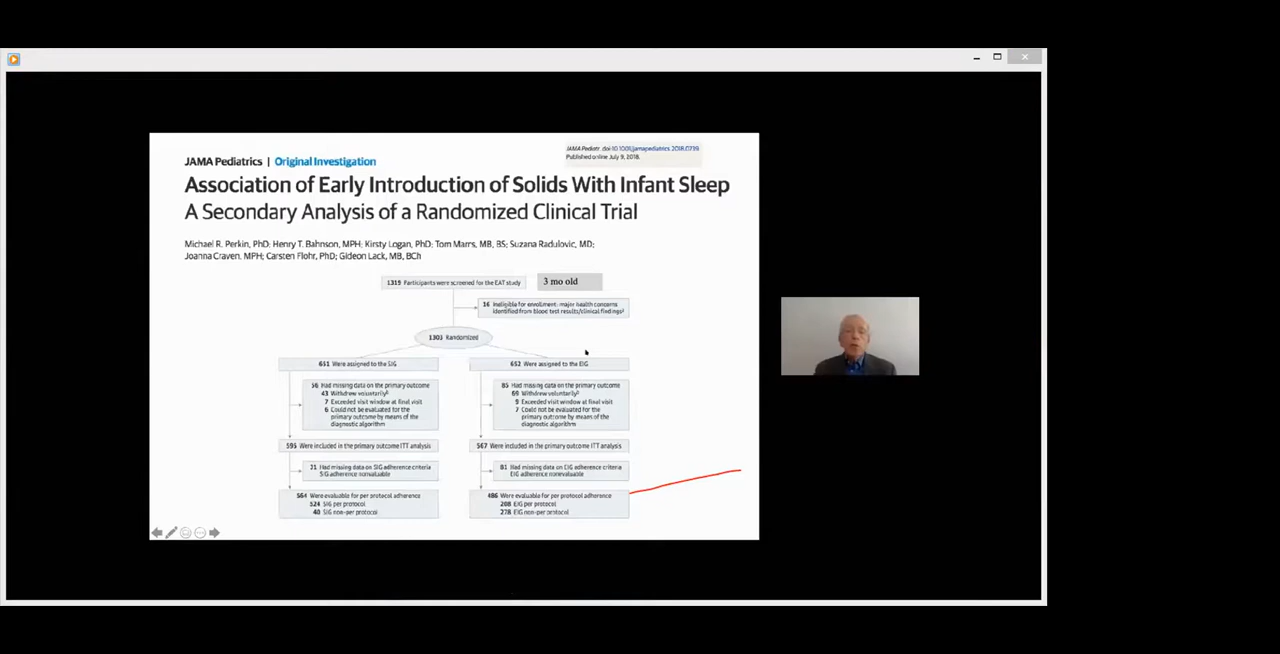 JAMA Pediatrics | Original Investigation
JAMA Pediatr. doi:10.1001/jamapediatrics.2018.0739
Published online July 9, 2018.
Association of Early Introduction of Solids With Infant Sleep
A Secondary Analysis of a Randomized Clinical Trial
Michael R. Perkin, PhD; Henry T. Bahnson, MPH; Kirsty Logan, PhD; Tom Marrs, MB, BS; Suzana Radulovic, MD;
Joanna Craven, MPH; Carsten Flohr, PhD; Gideon Lack, MB, BCh
1319 Participants were screened for the EAT study
3 mo old
16 Ineligible for enrollment: major health concerns
identified from blood test results/clinical findings
1303 Randomized
651 Were assigned to the SIG
652 Were assigned to the EIG
56 Had missing data on the primary outcome
43 Withdrew voluntarily
7 Exceeded visit window at final visit
6 Could not be evaluated for the
primary outcome by means of the
diagnostic algorithm
85 Had missing data on the primary outcome
69 Withdrew voluntarily
9 Exceeded visit window at final visit
7 Could not be evaluated for the
primary outcome by means of the
diagnostic algorithm
595 Were included in the primary outcome ITT analysis
567 Were included in the primary outcome ITT analysis
31 Had missing data on SIG adherence criteria
SIG adherence nonevaluable
81 Had missing data on EIG adherence criteria
EIG adherence nonevaluable
564 Were evaluable for per protocol adherence
524 SIG per protocol
40 SIG non-per protocol
486 Were evaluable for per protocol adherence
208 EIG per protocol
278 EIG non-per protocol